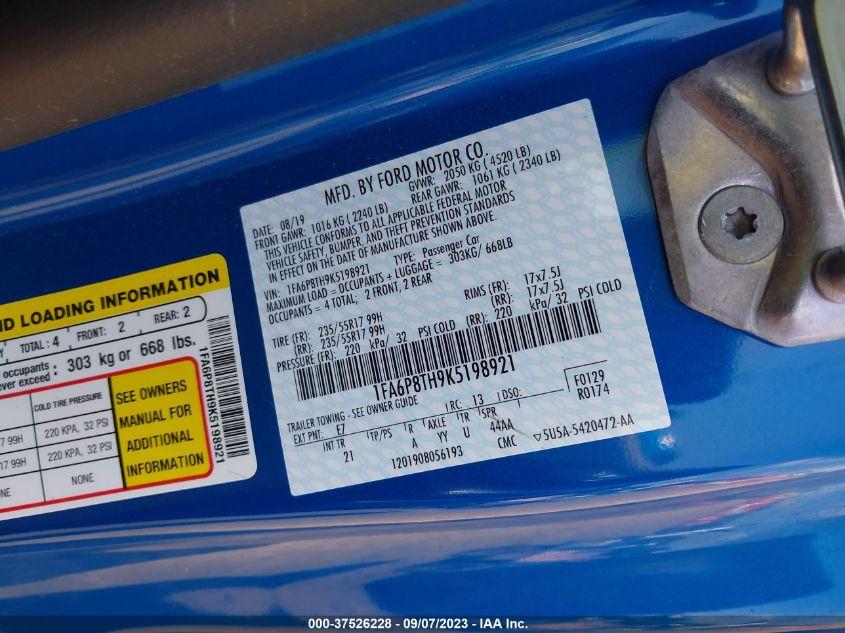 MFD. BY FORD MOTOR CO.
DATE: 08/19 GVWR: 2050 KG ( 4520 LB)
FRONT GAWR: 1016 KG ( 2240 LB) REAR GAWR: 1061 KG ( 2340 LB)
THIS VEHICLE CONFORMS TO ALL APPLICABLE FEDERAL MOTOR
VEHICLE SAFETY, BUMPER, AND THEFT PREVENTION STANDARDS
IN EFFECT ON THE DATE OF MANUFACTURE SHOWN ABOVE.
VIN: 1FA6P8TH9K5198921 TYPE: Passenger Car
MAXIMUM LOAD = OCCUPANTS + LUGGAGE = 303KG/ 668LB
OCCUPANTS = 4 TOTAL; 2 FRONT, 2 REAR
TIRE (FR): 235/55R17 99H RIMS (FR): 17x7.5J
(RR): 235/55R17 99H (RR): 17x7.5J
PRESSURE (FR): 220 kPa/ 32 PSI COLD (RR): 220 kPa/ 32 PSI COLD
1FA6P8TH9K5198921
TRAILER TOWING - SEE OWNER GUIDE
EXT PNT: E7 RC: 13 DSO: F0129
INT TR TP/PS R AXLE TR SPR R0174
21 A YY U 44AA
1201908056193 CMC ▽5U5A-5420472-AA
ND LOADING INFORMATION
TOTAL: 4 FRONT: 2 REAR: 2
occupants
ever exceed : 303 kg or 668 lbs.
COLD TIRE PRESSURE
17 99H 220 KPA, 32 PSI
17 99H 220 KPA, 32 PSI
NONE
SEE OWNERS
MANUAL FOR
ADDITIONAL
INFORMATION
1FA6P8TH9K5198921
000-37526228 - 09/07/2023 - IAA Inc.